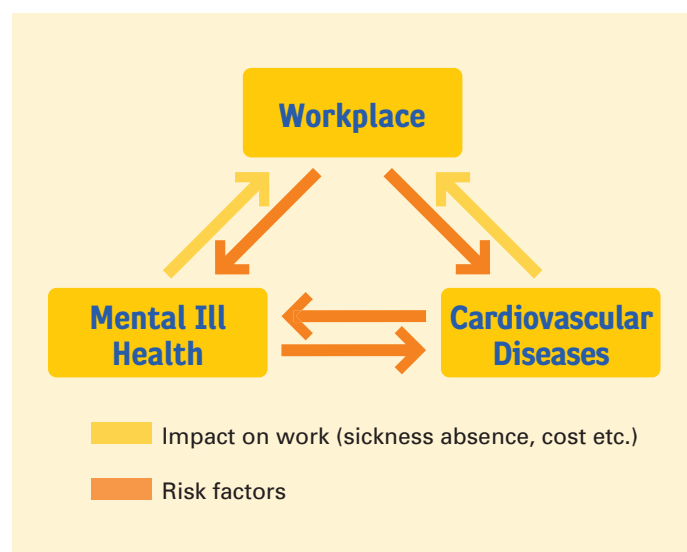 Workplace
Mental Ill
Health
Cardiovascular
Diseases
Impact on work (sickness absence, cost etc.)
Risk factors